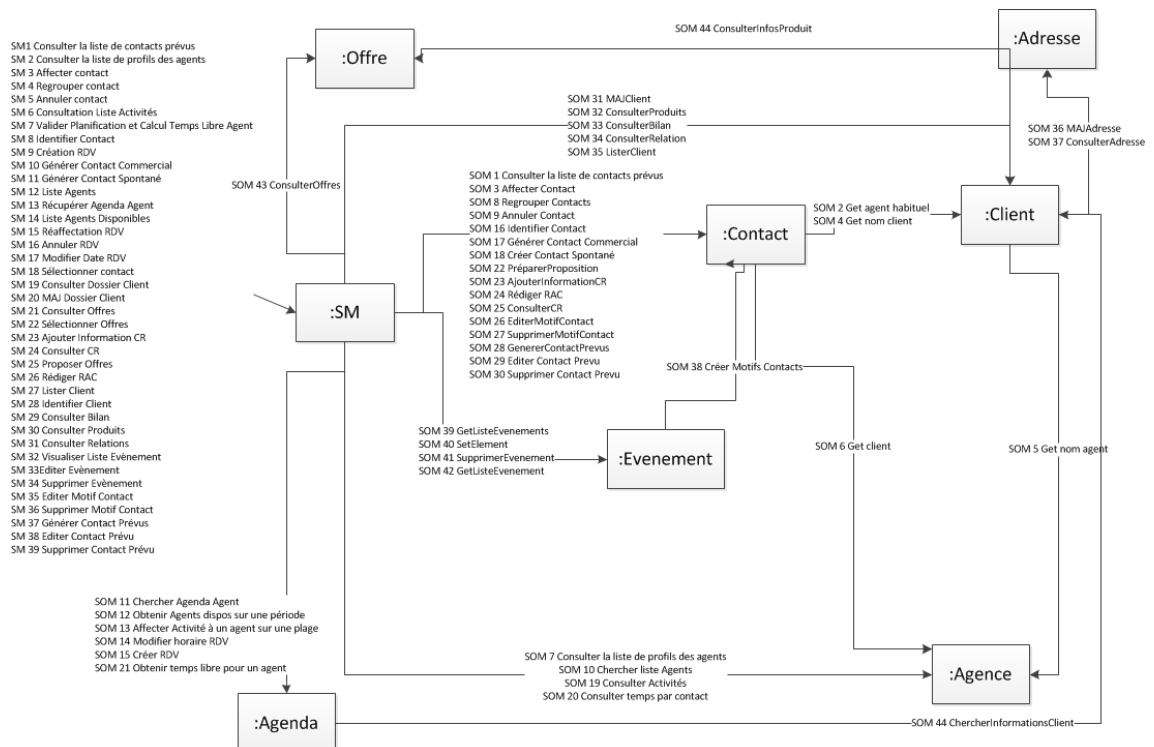 SM1 Consulter la liste de contacts prévus
SM 2 Consulter la liste de profils des agents
SM 3 Affecter contact
SM 4 Regrouper contact
SM 5 Annuler contact
SM 6 Consultation Liste Activités
SM 7 Valider Planification et Calcul Temps Libre Agent
SM 8 Identifier Contact
SM 9 Création RDV
SM 10 Générer Contact Commercial
SM 11 Générer Contact Spontané
SM 12 Liste Agents
SM 13 Récupérer Agenda Agent
SM 14 Liste Agents Disponibles
SM 15 Réaffectation RDV
SM 16 Annuler RDV
SM 17 Modifier Date RDV
SM 18 Sélectionner contact
SM 19 Consulter Dossier Client
SM 20 MAJ Dossier Client
SM 21 Consulter Offres
SM 22 Sélectionner Offres
SM 23 Ajouter Information CR
SM 24 Consulter CR
SM 25 Proposer Offres
SM 26 Rédiger RAC
SM 27 Lister Client
SM 28 Identifier Client
SM 29 Consulter Bilan
SM 30 Consulter Produits
SM 31 Consulter Relations
SM 32 Visualiser Liste Evènement
SM 33Editer Evènement
SM 34 Supprimer Evènement
SM 35 Editer Motif Contact
SM 36 Supprimer Motif Contact
SM 37 Générer Contact Prévus
SM 38 Editer Contact Prévu
SM 39 Supprimer Contact Prévu
:Offre
SOM 44 ConsulterInfosProduit
:Adresse
SOM 31 MAJClient
SOM 32 ConsulterProduits
SOM 33 ConsulterBilan
SOM 34 ConsulterRelation
SOM 35 ListerClient
SOM 36 MAJAdresse
SOM 37 ConsulterAdresse
SOM 43 ConsulterOffres
SOM 1 Consulter la liste de contacts prévus
SOM 3 Affecter Contact
SOM 8 Regrouper Contacts
SOM 9 Annuler Contact
SOM 16 Identifier Contact
SOM 17 Générer Contact Commercial
SOM 18 Créer Contact Spontané
SOM 22 PréparerProposition
SOM 23 AjouterInformationCR
SOM 24 Rédiger RAC
SOM 25 ConsulterCR
SOM 26 EditerMotifContact
SOM 27 SupprimerMotifContact
SOM 28 GenererContactPrevus
SOM 29 Editer Contact Prevu
SOM 30 Supprimer Contact Prevu
:Contact
SOM 2 Get agent habituel
SOM 4 Get nom client
:Client
:SM
SOM 38 Créer Motifs Contacts
SOM 39 GetListeEvenements
SOM 40 SetElement
SOM 41 SupprimerEvenement
SOM 42 GetListeEvenement
:Evenement
SOM 6 Get client
SOM 5 Get nom agent
SOM 11 Chercher Agenda Agent
SOM 12 Obtenir Agents dispos sur une période
SOM 13 Affecter Activité à un agent sur une plage
SOM 14 Modifier horaire RDV
SOM 15 Créer RDV
SOM 21 Obtenir temps libre pour un agent
SOM 7 Consulter la liste de profils des agents
SOM 10 Chercher liste Agents
SOM 19 Consulter Activités
SOM 20 Consulter temps par contact
:Agence
:Agenda
SOM 44 ChercherInformationsClient